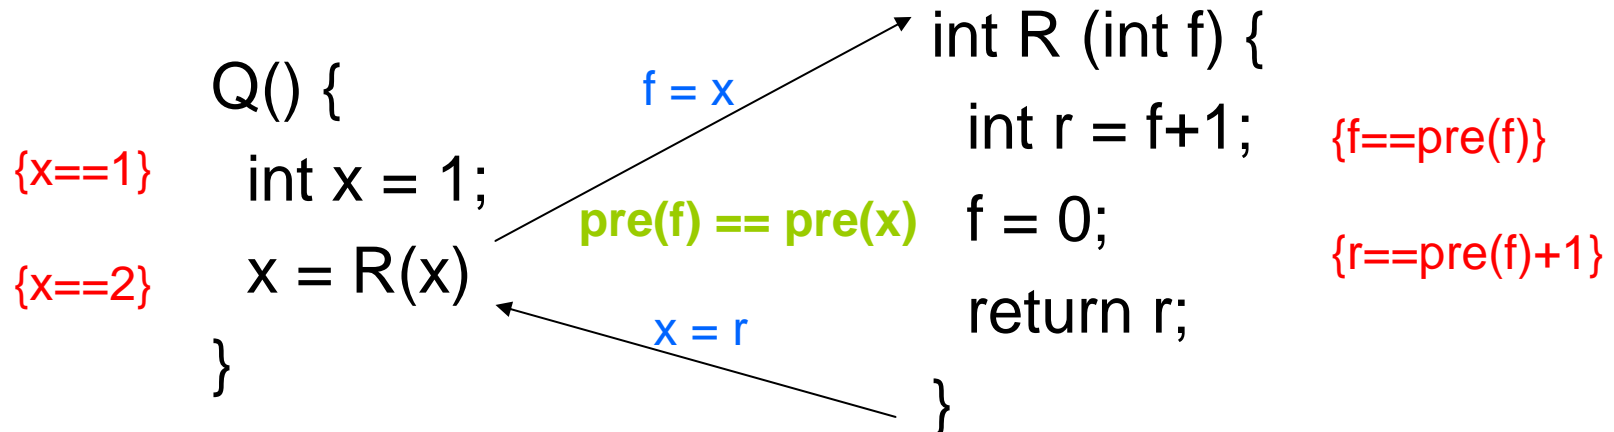 Q() {
{x==1}
int x = 1;
{x==2}
x = R(x)
}
f = x
pre(f) == pre(x)
x = r
int R (int f) {
int r = f+1;
{f==pre(f)}
f = 0;
{r==pre(f)+1}
return r;
}